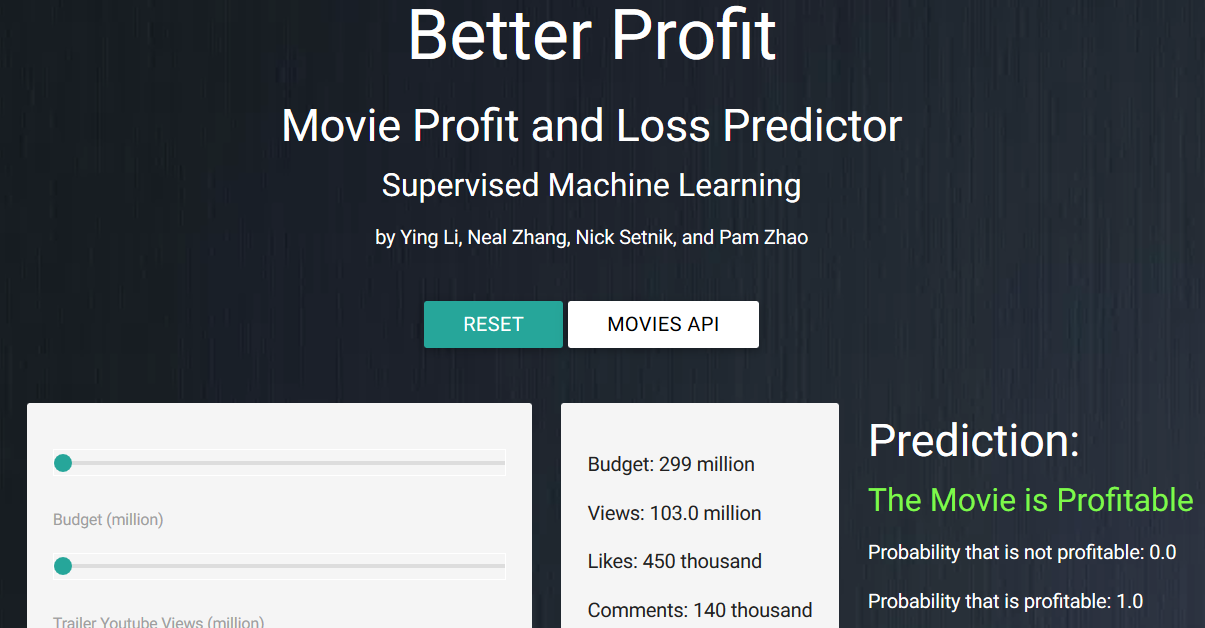 Better Profit
Movie Profit and Loss Predictor
Supervised Machine Learning
by Ying Li, Neal Zhang, Nick Setnik, and Pam Zhao
RESET
MOVIES API
Budget (million)
Trailer Youtube Views (million)
Budget: 299 million
Views: 103.0 million
Likes: 450 thousand
Comments: 140 thousand
Prediction:
The Movie is Profitable
Probability that is not profitable: 0.0
Probability that is profitable: 1.0